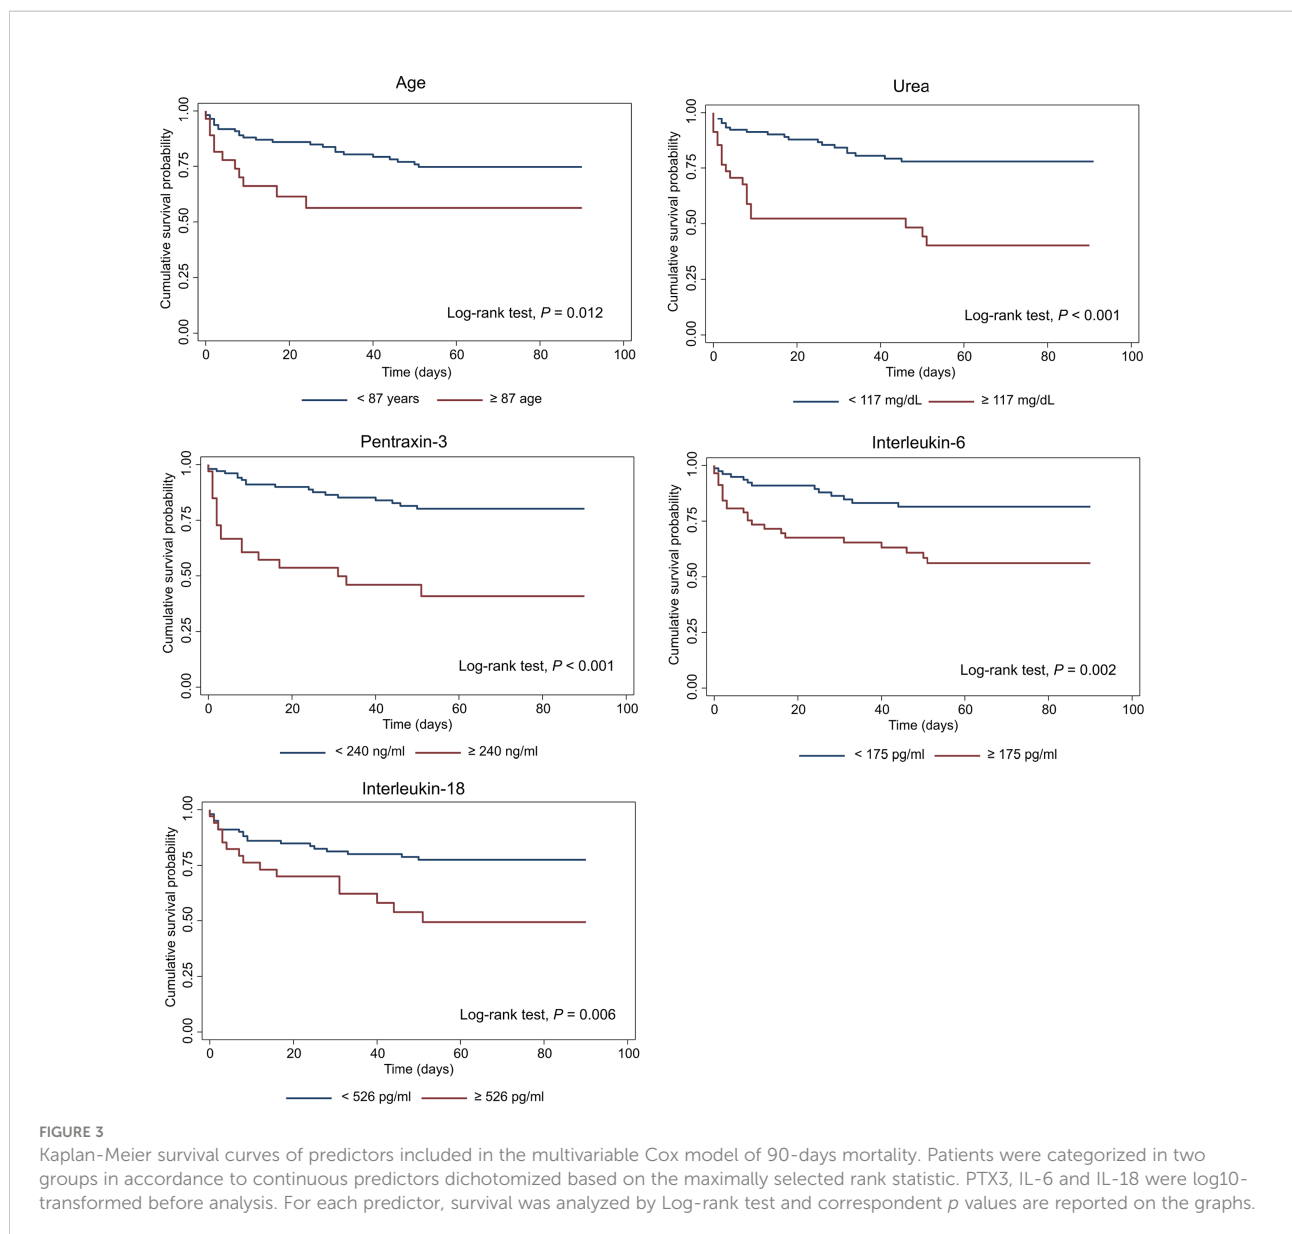 Age
Cumulative survival probability
1.00
0.75
0.50
0.25
0.00
Log-rank test, P = 0.012
0 20 40 60 80 100
Time (days)
< 87 years ≥ 87 age
Urea
Cumulative survival probability
1.00
0.75
0.50
0.25
0.00
Log-rank test, P < 0.001
0 20 40 60 80 100
Time (days)
< 117 mg/dL ≥ 117 mg/dL
Pentraxin-3
Cumulative survival probability
1.00
0.75
0.50
0.25
0.00
Log-rank test, P < 0.001
0 20 40 60 80 100
Time (days)
< 240 ng/ml ≥ 240 ng/ml
Interleukin-6
Cumulative survival probability
1.00
0.75
0.50
0.25
0.00
Log-rank test, P = 0.002
0 20 40 60 80 100
Time (days)
< 175 pg/ml ≥ 175 pg/ml
Interleukin-18
Cumulative survival probability
1.00
0.75
0.50
0.25
0.00
Log-rank test, P = 0.006
0 20 40 60 80 100
Time (days)
< 526 pg/ml ≥ 526 pg/ml
FIGURE 3
Kaplan-Meier survival curves of predictors included in the multivariable Cox model of 90-days mortality. Patients were categorized in two
groups in accordance to continuous predictors dichotomized based on the maximally selected rank statistic. PTX3, IL-6 and IL-18 were log10-
transformed before analysis. For each predictor, survival was analyzed by Log-rank test and correspondent p values are reported on the graphs.